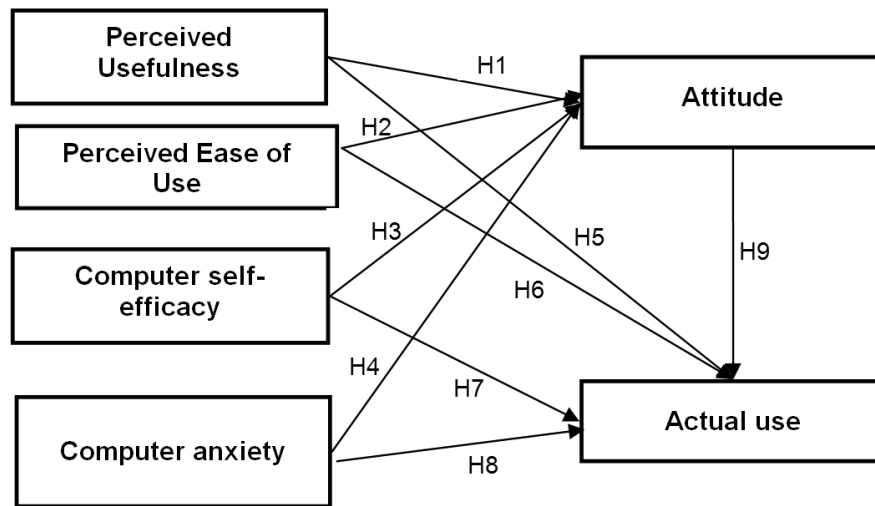 Perceived
Usefulness
H1
Attitude
H2
Perceived Ease of
Use
H3
H5
H9
Computer self-
efficacy
H6
H4
H7
Actual use
Computer anxiety
H8